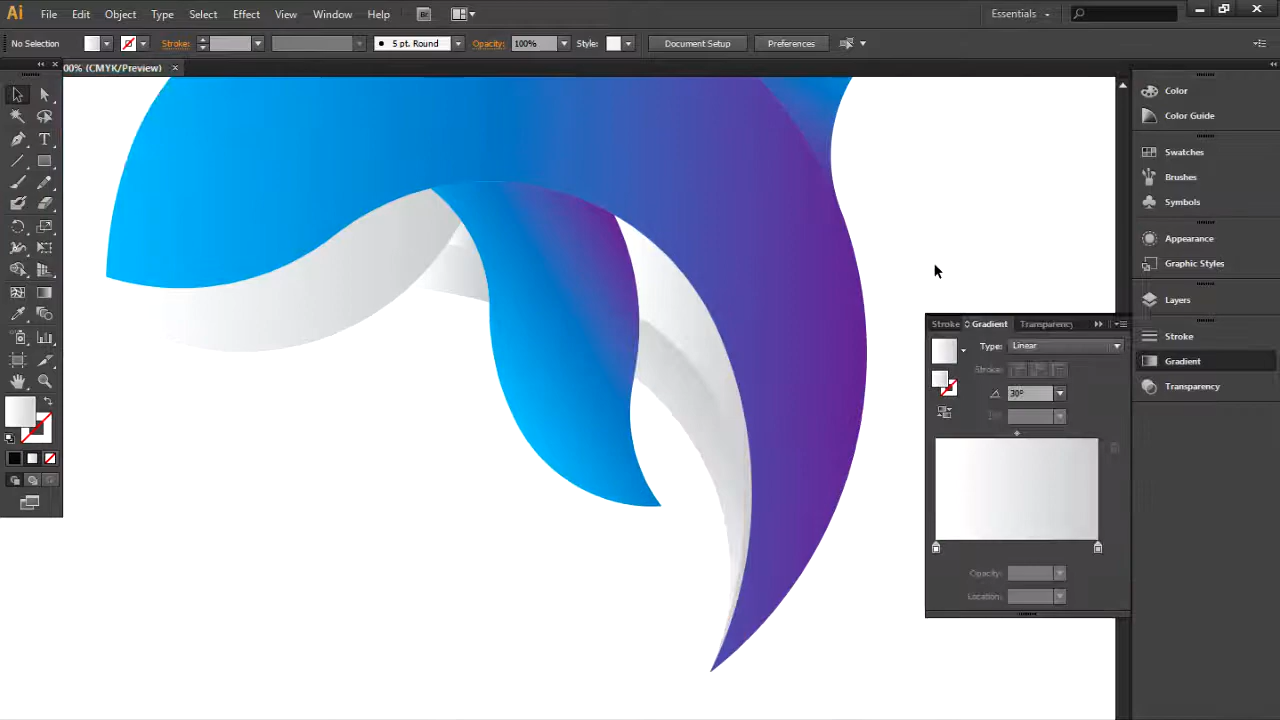 Ai File Edit Object Type Select Effect View Window Help Br Essentials
No Selection Stroke: 5 pt. Round Opacity: 100% Style: Document Setup Preferences
00% (CMYK/Preview)
Color
Color Guide
Swatches
Brushes
Symbols
Appearance
Graphic Styles
Layers
Stroke
Gradient
Transparency
Stroke Gradient Transparency
Type: Linear
Stroke:
30°
Opacity:
Location: